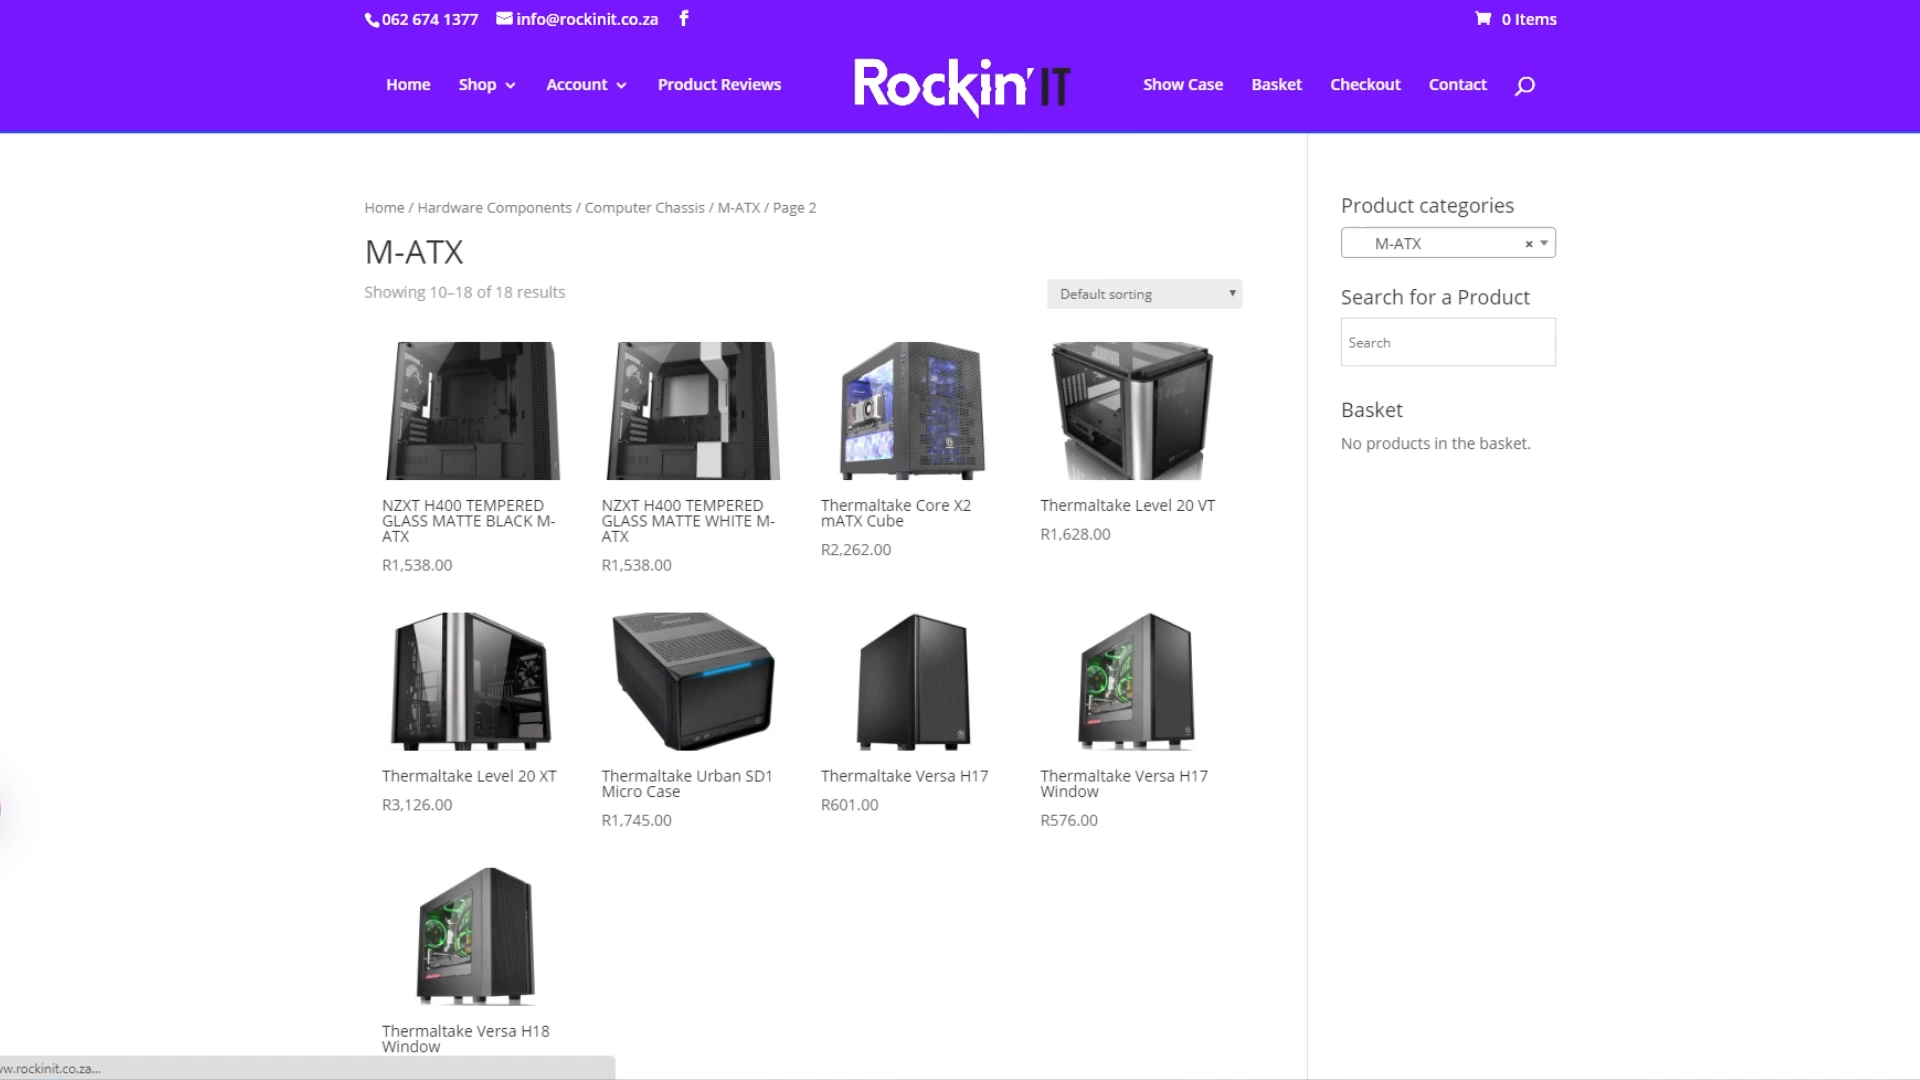 062 674 1377 info@rockinit.co.za 0 Items
Home Shop Account Product Reviews Rockin' IT Show Case Basket Checkout Contact
Home / Hardware Components / Computer Chassis / M-ATX / Page 2
M-ATX
Showing 10–18 of 18 results
Default sorting
NZXT H400 TEMPERED
GLASS MATTE BLACK M-
ATX
R1,538.00
NZXT H400 TEMPERED
GLASS MATTE WHITE M-
ATX
R1,538.00
Thermaltake Core X2
mATX Cube
R2,262.00
Thermaltake Level 20 VT
R1,628.00
Thermaltake Level 20 XT
R3,126.00
Thermaltake Urban SD1
Micro Case
R1,745.00
Thermaltake Versa H17
R601.00
Thermaltake Versa H17
Window
R576.00
Thermaltake Versa H18
Window
Product categories
M-ATX ×
Search for a Product
Search
Basket
No products in the basket.
w.rockinit.co.za...